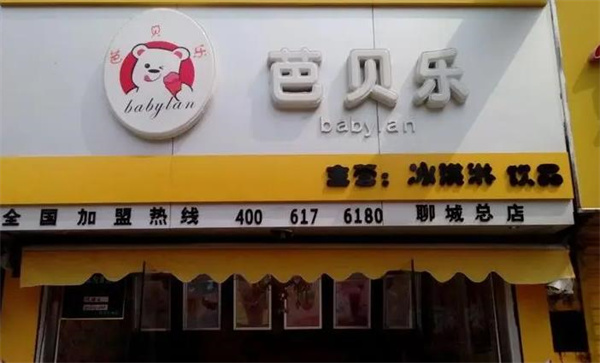 芭贝乐
babylan
芭贝乐
babylan
主营：冰淇淋 饮品
全国加盟热线 400 617 6180 聊城总店